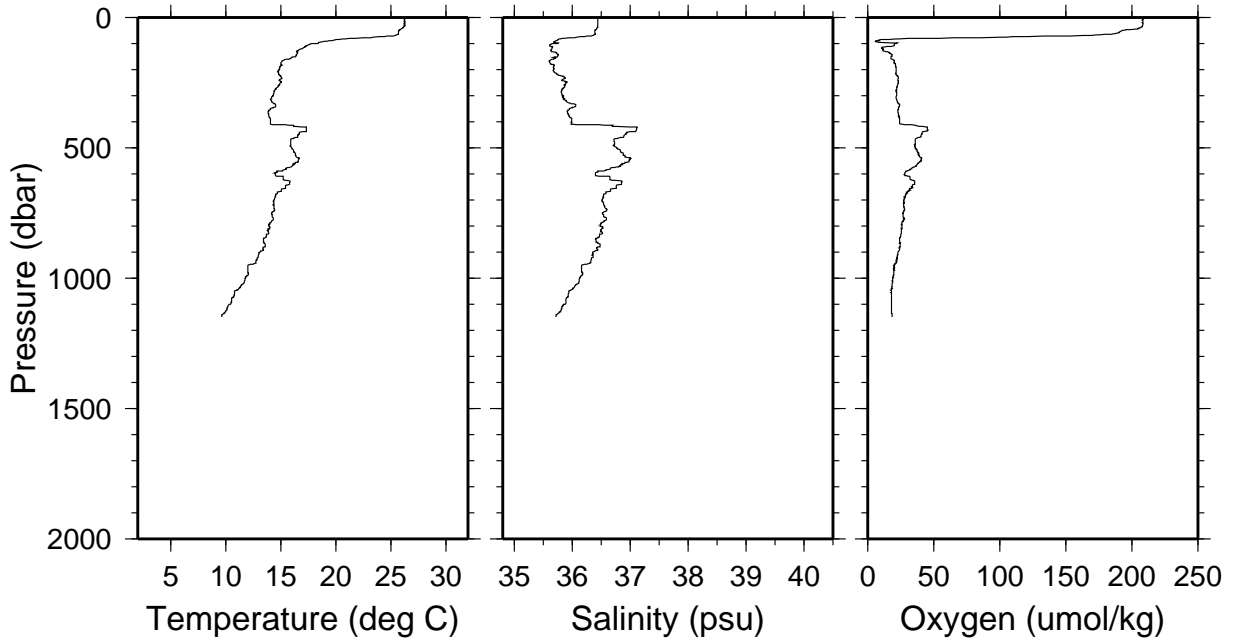 0
500
1000
1500
2000
Pressure (dbar)
5 10 15 20 25 30
Temperature (deg C)
35 36 37 38 39 40
Salinity (psu)
0 50 100 150 200 250
Oxygen (umol/kg)